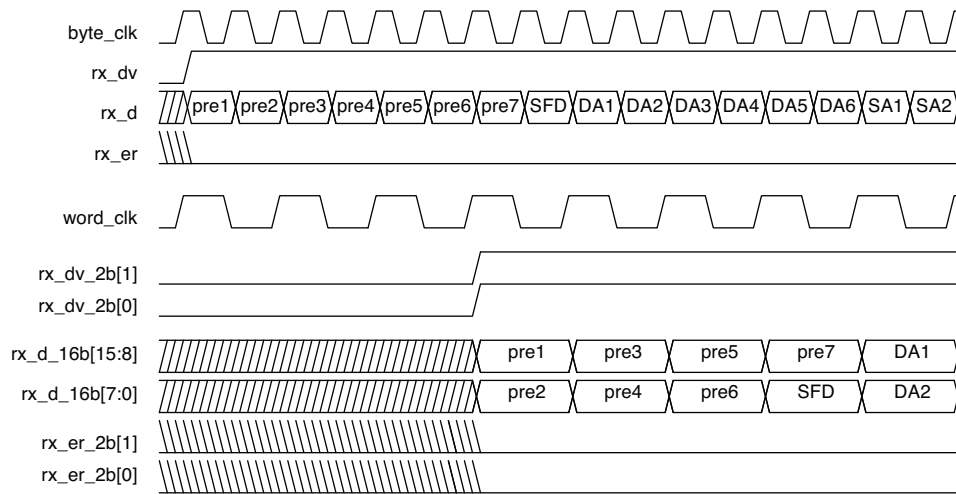 byte_clk
rx_dv
rx_d pre1 pre2 pre3 pre4 pre5 pre6 pre7 SFD DA1 DA2 DA3 DA4 DA5 DA6 SA1 SA2
rx_er
word_clk
rx_dv_2b[1]
rx_dv_2b[0]
rx_d_16b[15:8] pre1 pre3 pre5 pre7 DA1
rx_d_16b[7:0] pre2 pre4 pre6 SFD DA2
rx_er_2b[1]
rx_er_2b[0]